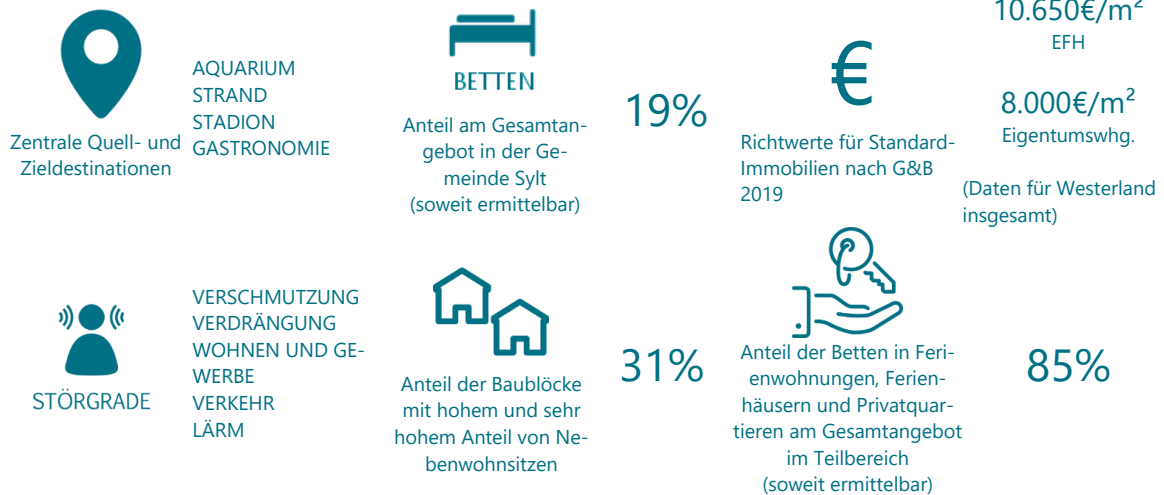 Zentrale Quell- und
Zieldestinationen
AQUARIUM
STRAND
STADION
GASTRONOMIE
BETTEN
Anteil am Gesamtan-
gebot in der Ge-
meinde Sylt
(soweit ermittelbar)
19%
€
Richtwerte für Standard-
Immobilien nach G&B
2019
10.650€/m²
EFH
8.000€/m²
Eigentumswhg.
(Daten für Westerland
insgesamt)
STÖRGRADE
VERSCHMUTZUNG
VERDRÄNGUNG
WOHNEN UND GE-
WERBE
VERKEHR
LÄRM
Anteil der Baublöcke
mit hohem und sehr
hohem Anteil von Ne-
benwohnsitzen
31%
Anteil der Betten in Feri-
enwohnungen, Ferien-
häusern und Privatquar-
tieren am Gesamtangebot
im Teilbereich
(soweit ermittelbar)
85%